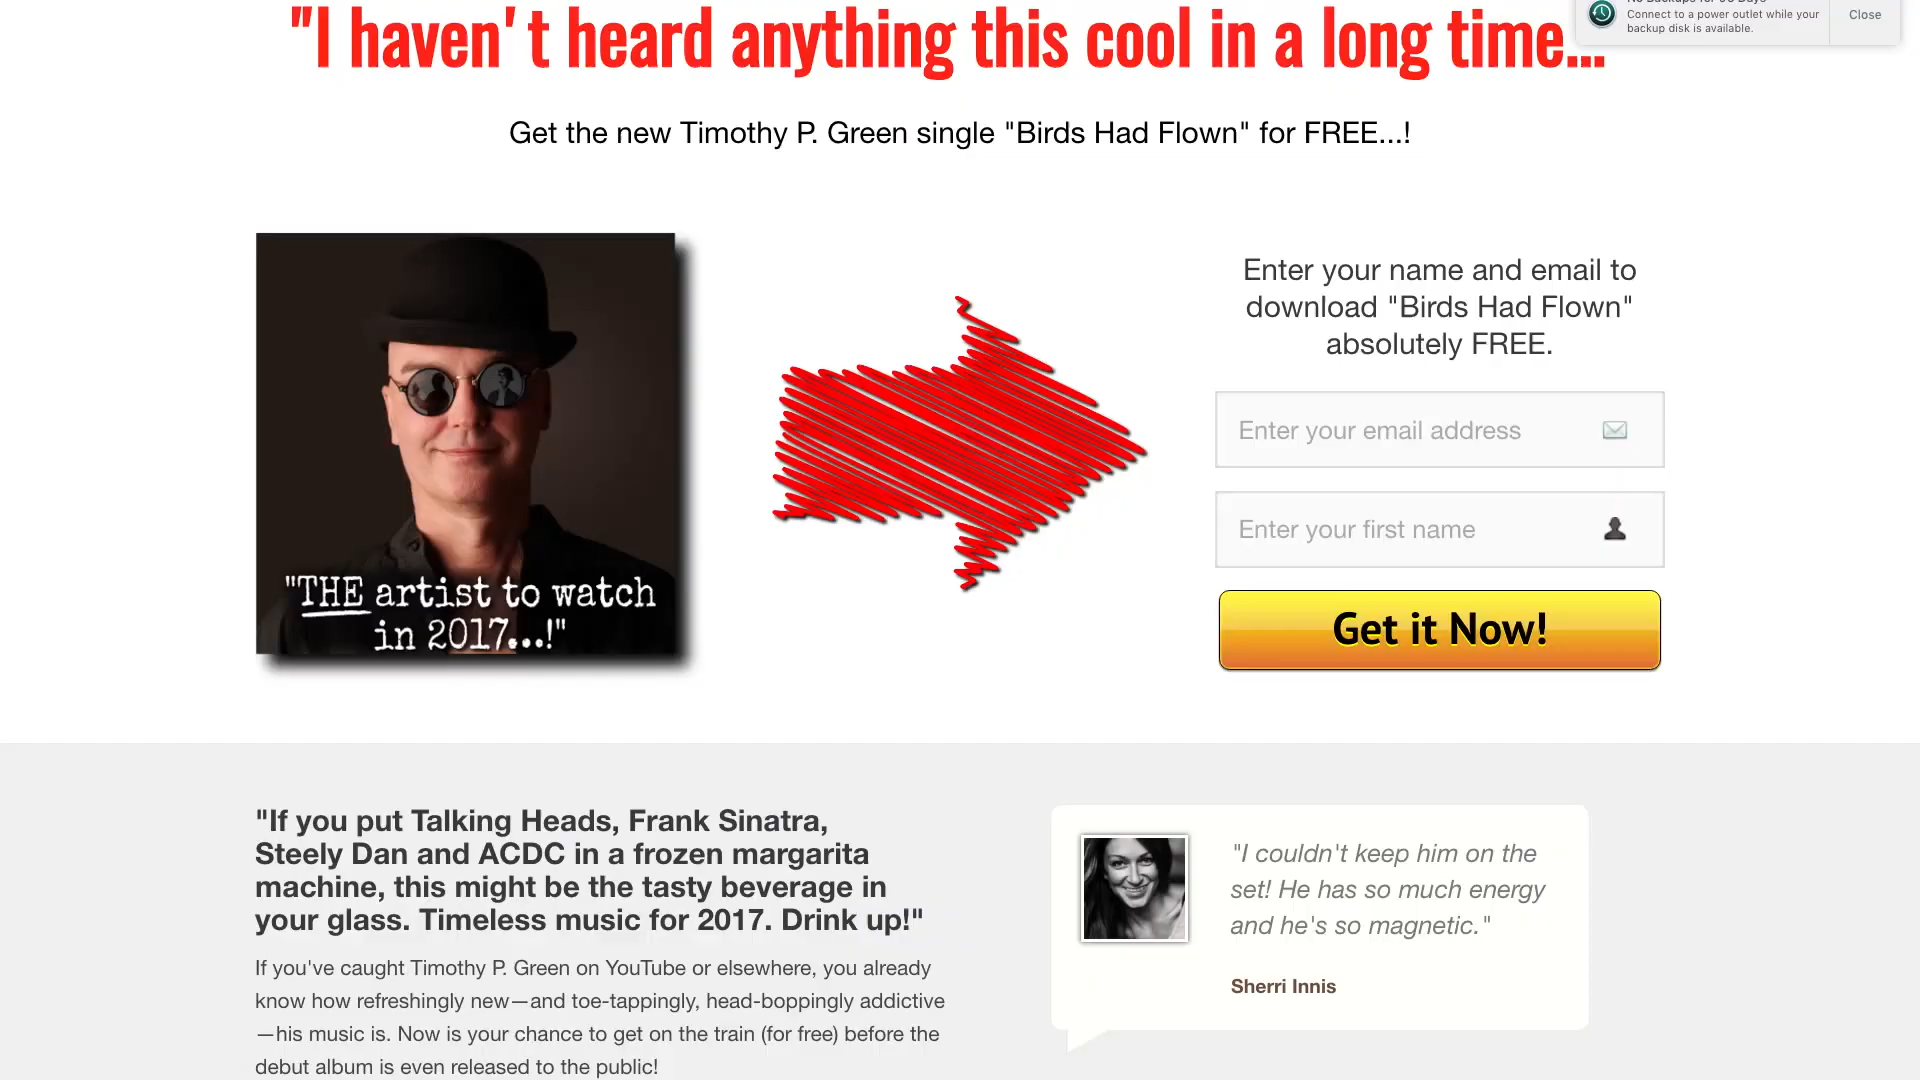 "I haven't heard anything this cool in a long time...
Connect to a power outlet while your
backup disk is available.
Close
Get the new Timothy P. Green single "Birds Had Flown" for FREE...!
"THE artist to watch
in 2017...!"
Enter your name and email to
download "Birds Had Flown"
absolutely FREE.
Enter your email address
Enter your first name
Get it Now!
"If you put Talking Heads, Frank Sinatra,
Steely Dan and ACDC in a frozen margarita
machine, this might be the tasty beverage in
your glass. Timeless music for 2017. Drink up!"
If you've caught Timothy P. Green on YouTube or elsewhere, you already
know how refreshingly new—and toe-tappingly, head-boppingly addictive
—his music is. Now is your chance to get on the train (for free) before the
debut album is even released to the public!
"I couldn't keep him on the
set! He has so much energy
and he's so magnetic."
Sherri Innis